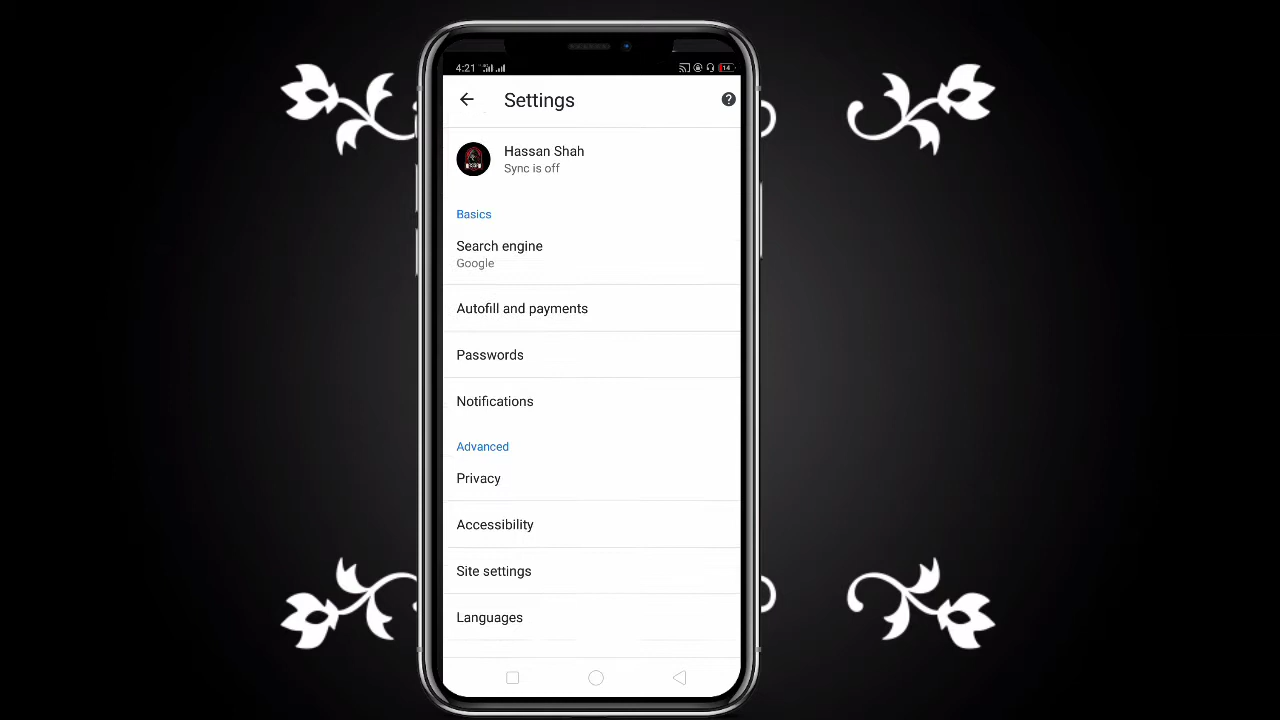 4:21
14
Settings
Hassan Shah
Sync is off
Basics
Search engine
Google
Autofill and payments
Passwords
Notifications
Advanced
Privacy
Accessibility
Site settings
Languages